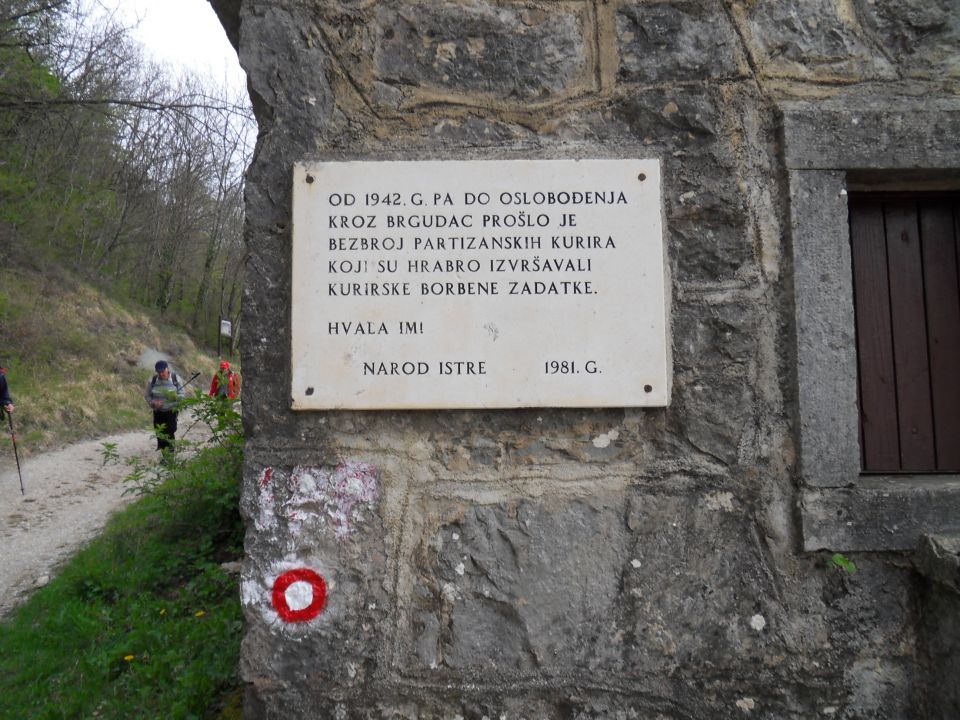 OD 1942. G. PA DO OSLOBOĐENJA
KROZ BRGUDAC PROŠLO JE
BEZBROJ PARTIZANSKIH KURIRA
KOJI SU HRABRO IZVRŠAVALI
KURIRSKE BORBENE ZADATKE.
HVALA IM!
NAROD ISTRE 1981. G.